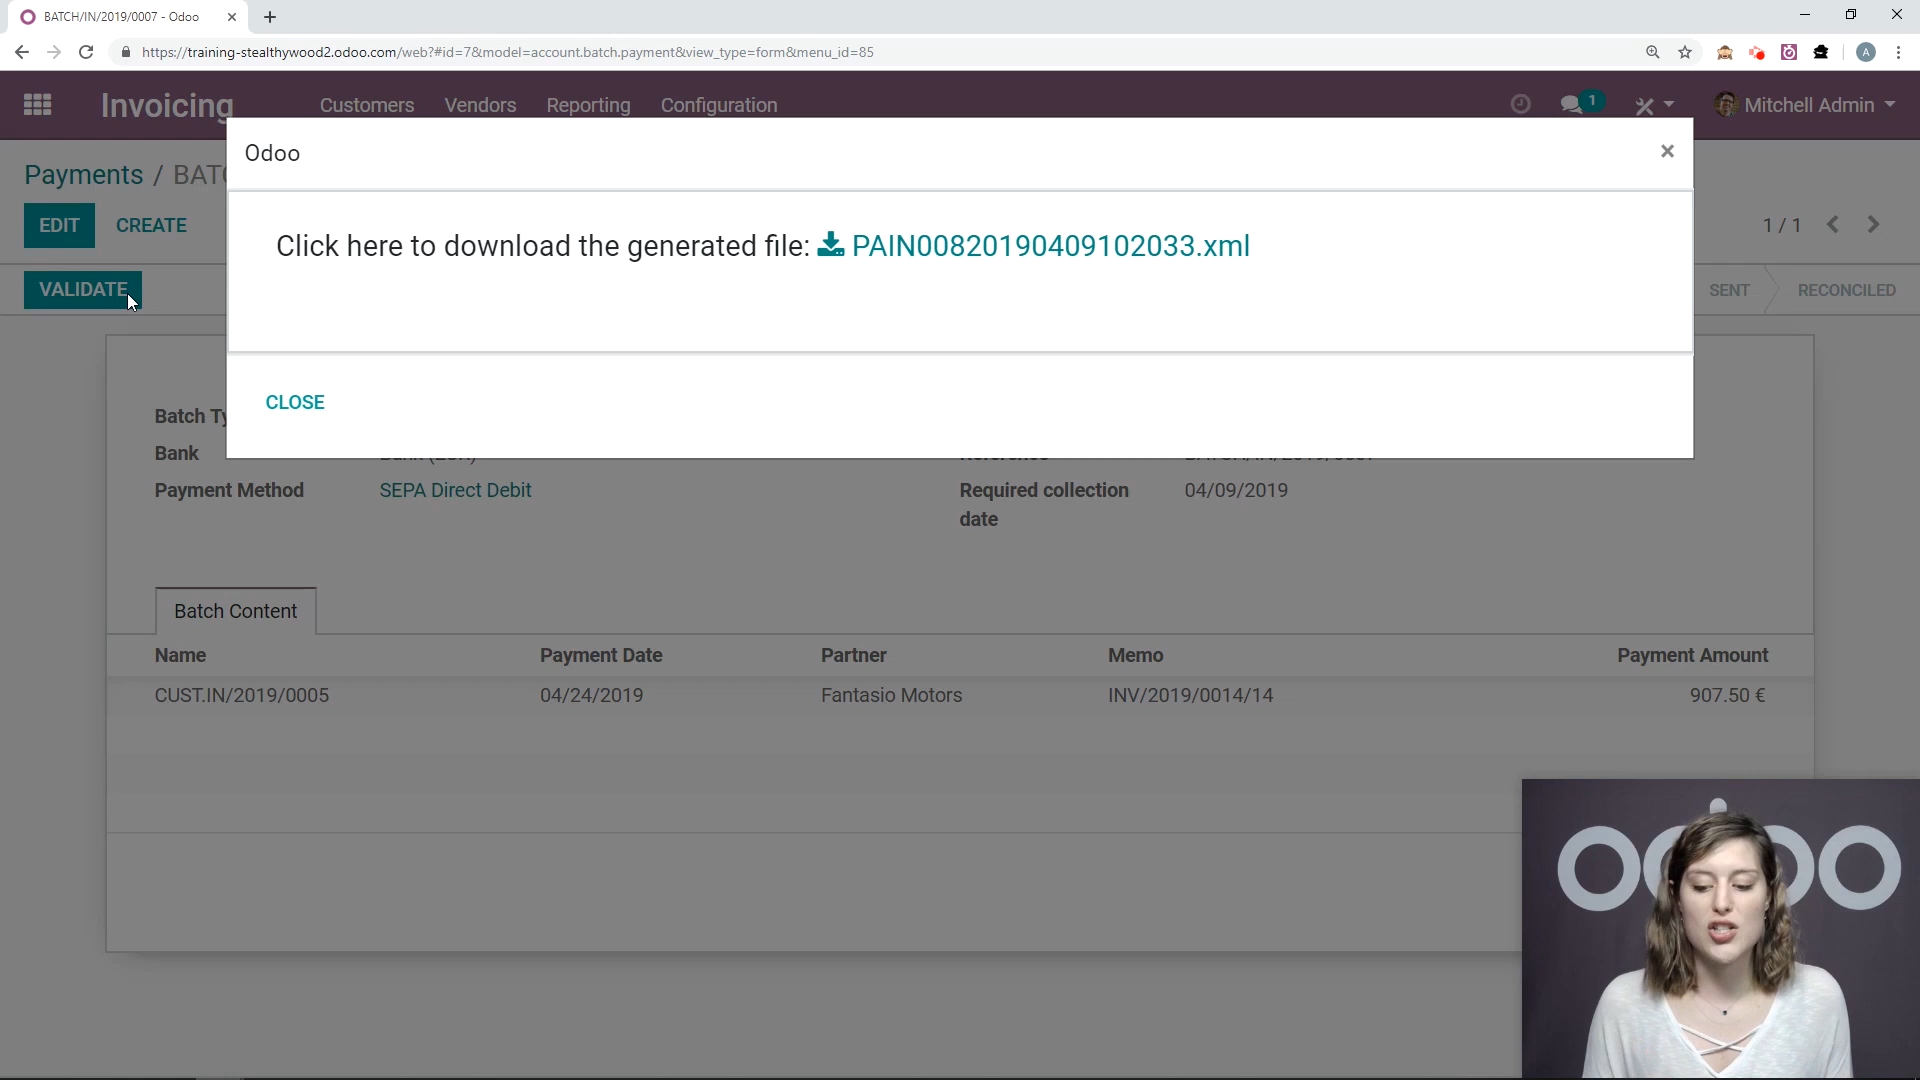 BATCH/IN/2019/0007 - Odoo
https://training-stealthywood2.odoo.com/web?#id=7&model=account.batch.payment&view_type=form&menu_id=85
A
Invoicing
Customers
Vendors
Reporting
Configuration
1
Mitchell Admin
Odoo
×
Payments / BATC
EDIT
CREATE
1 / 1
Click here to download the generated file: PAIN00820190409102033.xml
VALIDATE
SENT
RECONCILED
CLOSE
Batch Ty
Bank
Payment Method
SEPA Direct Debit
Required collection
date
04/09/2019
Batch Content
Name
Payment Date
Partner
Memo
Payment Amount
CUST.IN/2019/0005
04/24/2019
Fantasio Motors
INV/2019/0014/14
907.50 €
odoo